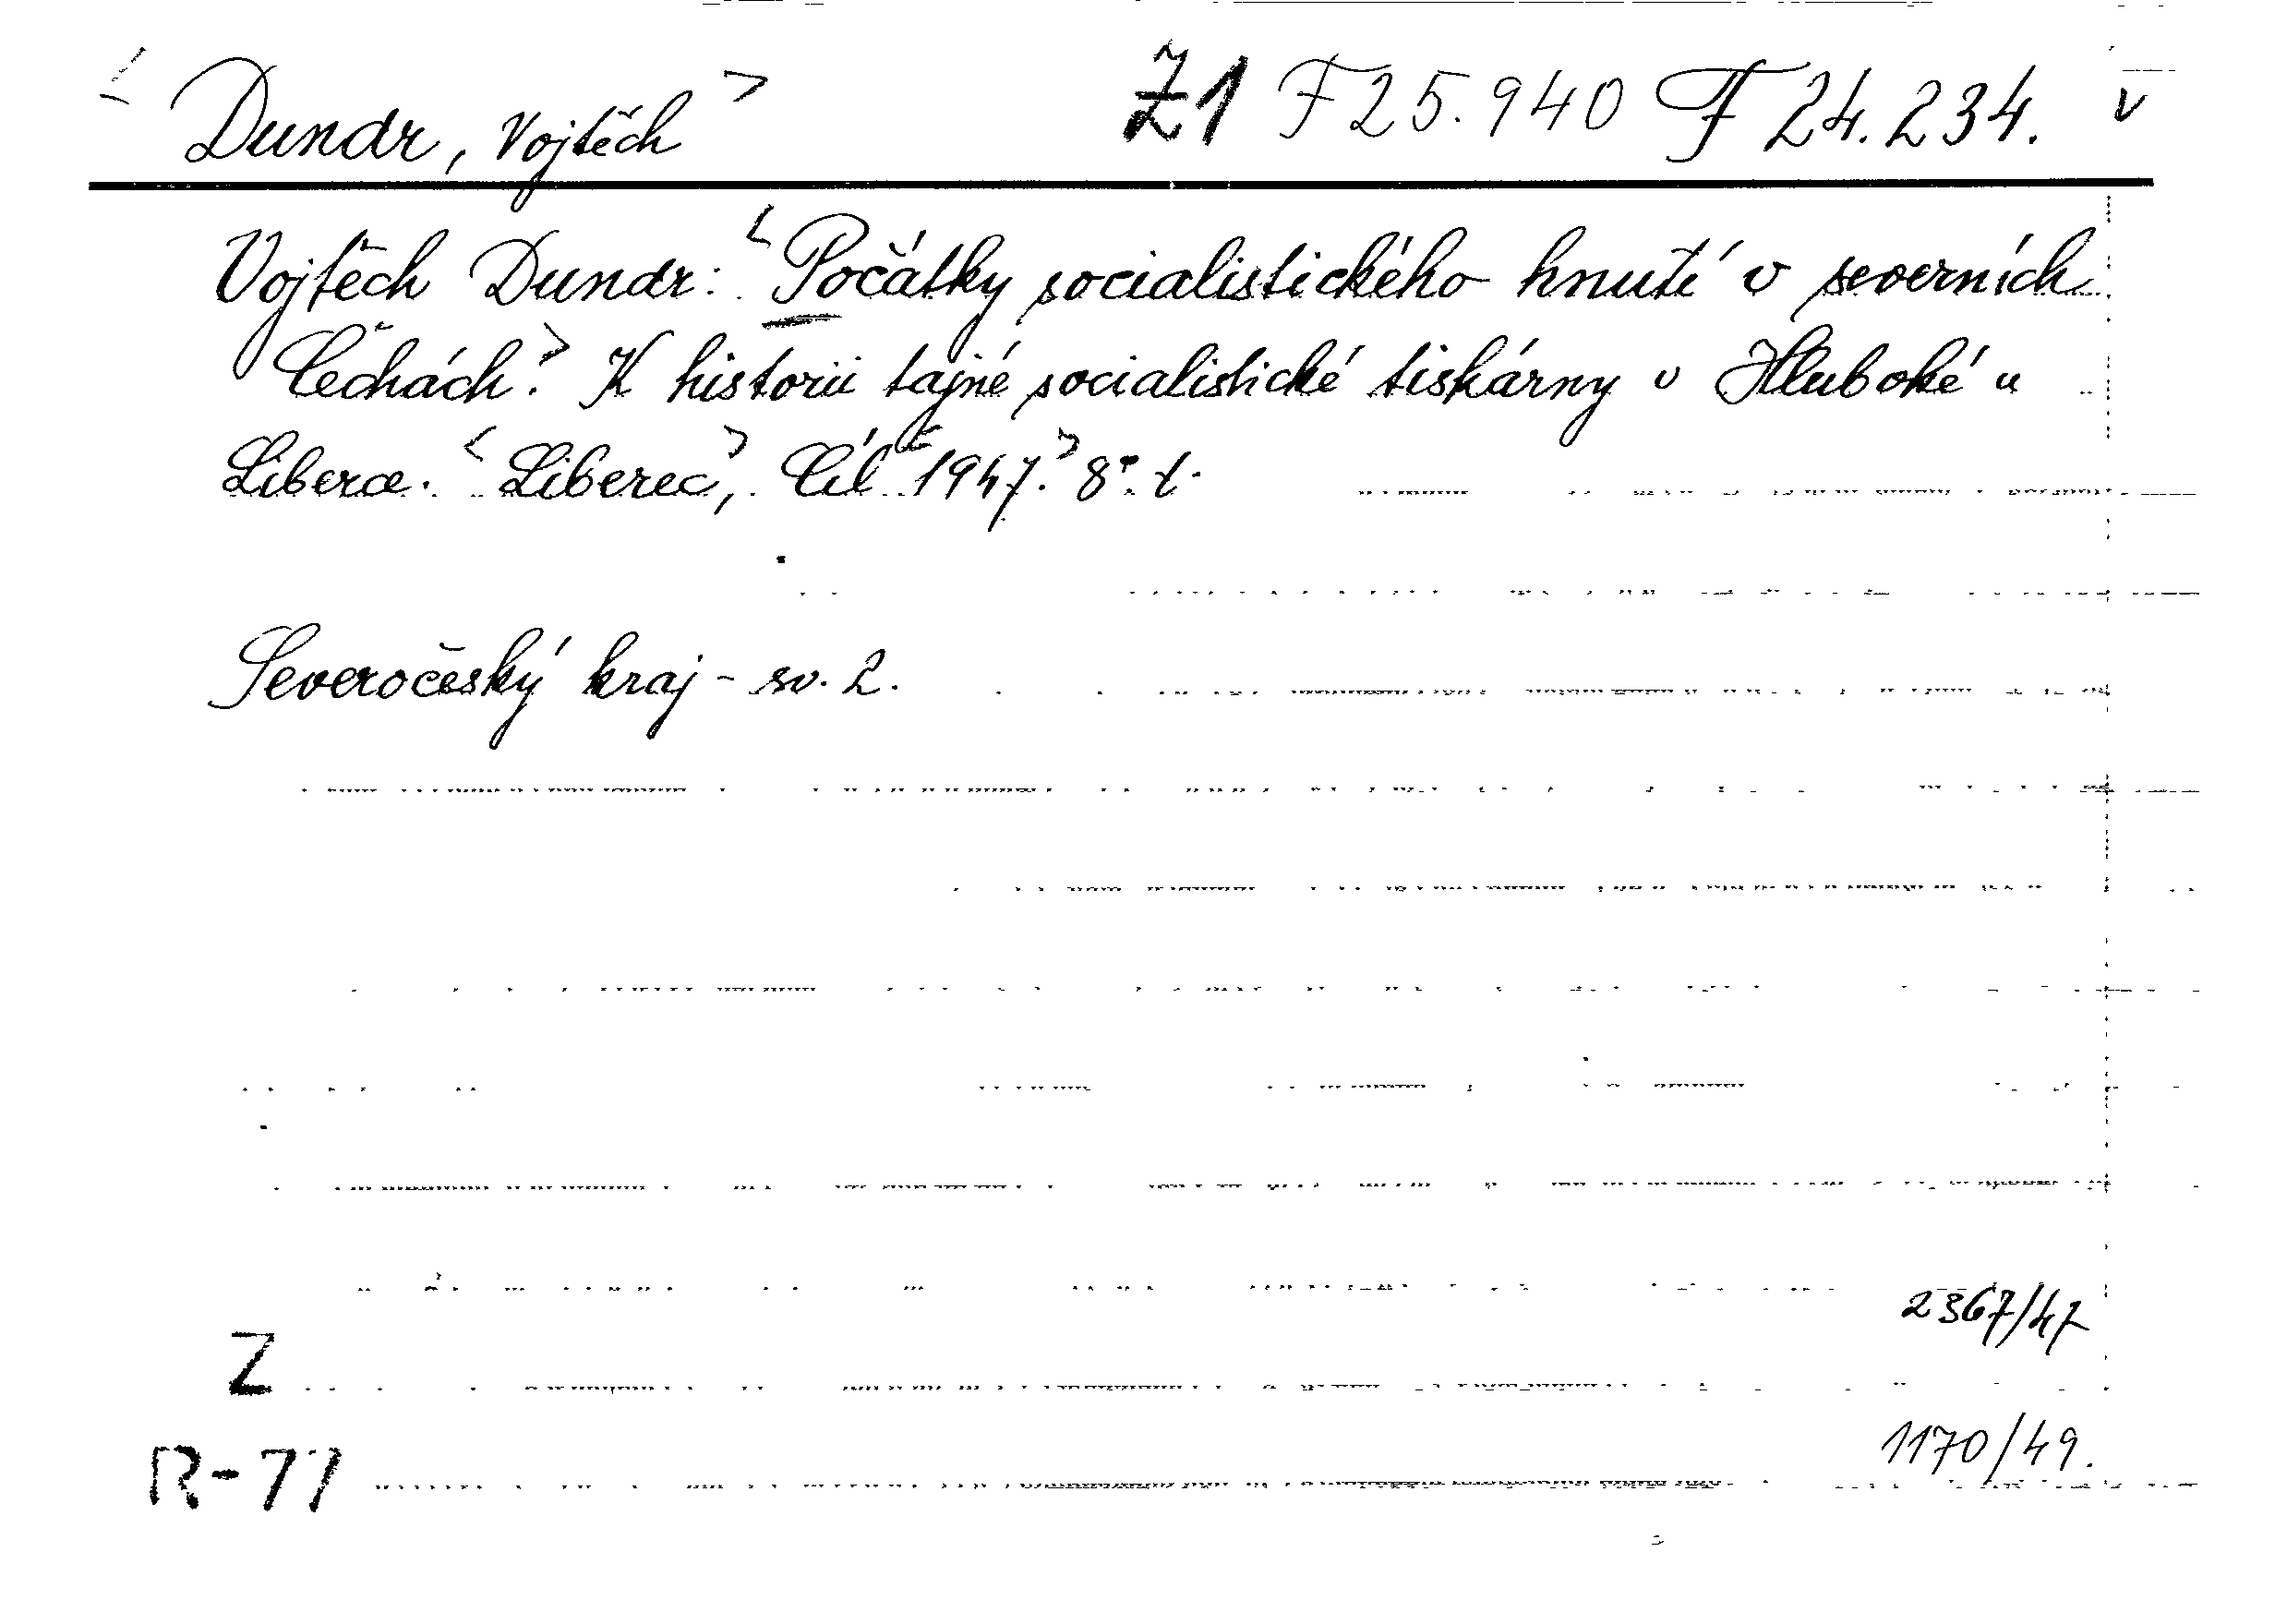 <Dundr, Vojtěch> Z1 F25.940 F 24.234. v
Vojtěch Dundr: <Počátky socialistického hnutí v severních
Čechách.> K historii tajné socialistické tiskárny v Hluboké u
Liberce. <Liberec>, Cíl <1947.> 8°. t.
Severočeský kraj - sv. 2.
2367/47
Z
1170/49.
R-77